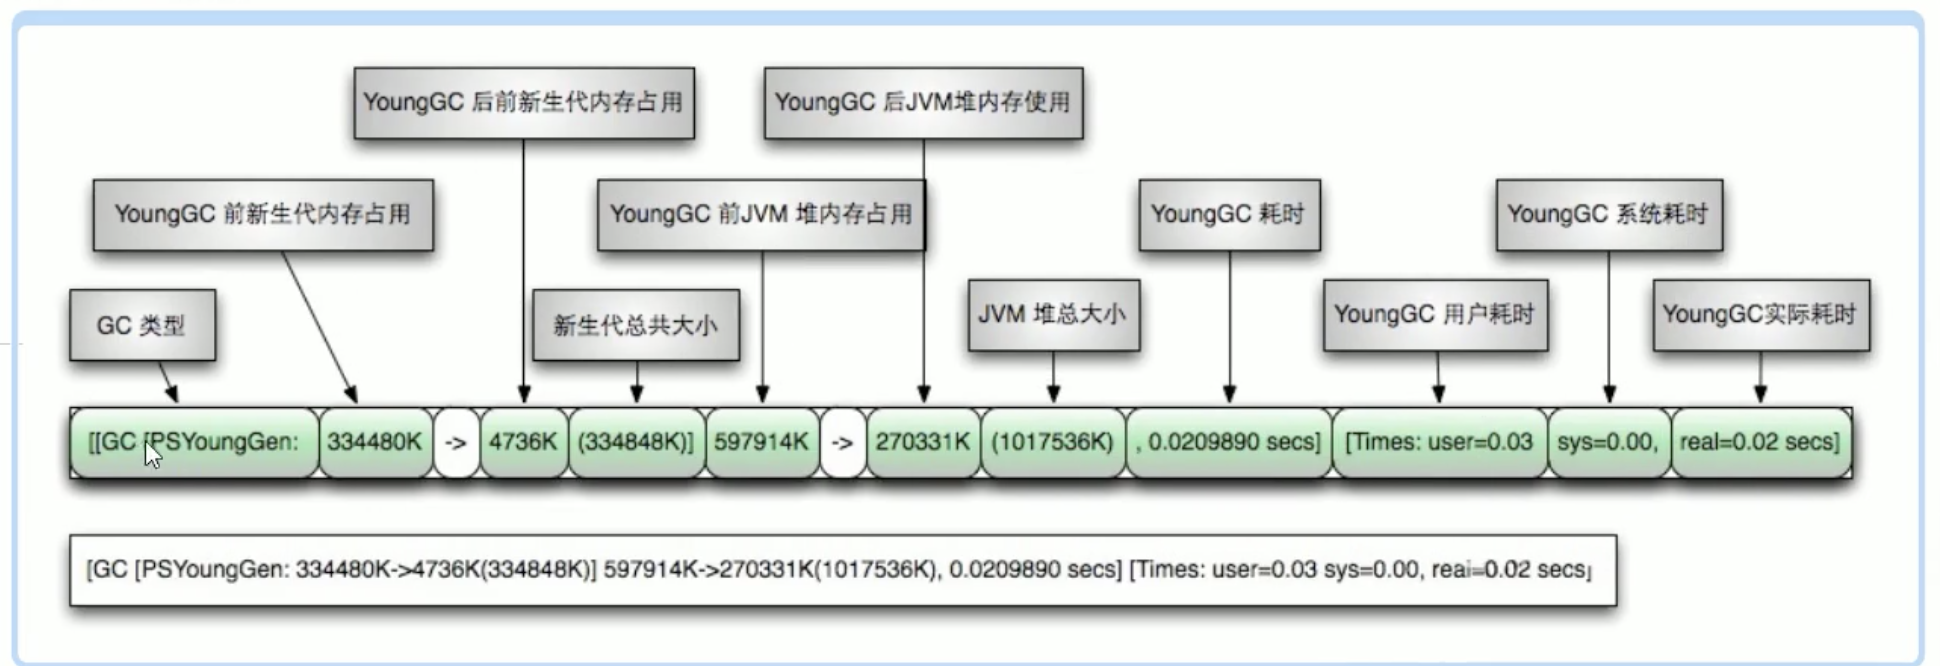 YoungGC 后前新生代内存占用
YoungGC 后JVM堆内存使用
YoungGC 前新生代内存占用
YoungGC 前JVM 堆内存占用
YoungGC 耗时
YoungGC 系统耗时
GC 类型
新生代总共大小
JVM 堆总大小
YoungGC 用户耗时
YoungGC实际耗时
[[GC [PSYoungGen: 334480K -> 4736K (334848K)] 597914K -> 270331K (1017536K) , 0.0209890 secs] [Times: user=0.03 sys=0.00, real=0.02 secs]
[GC [PSYoungGen: 334480K->4736K(334848K)] 597914K->270331K(1017536K), 0.0209890 secs] [Times: user=0.03 sys=0.00, real=0.02 secs]